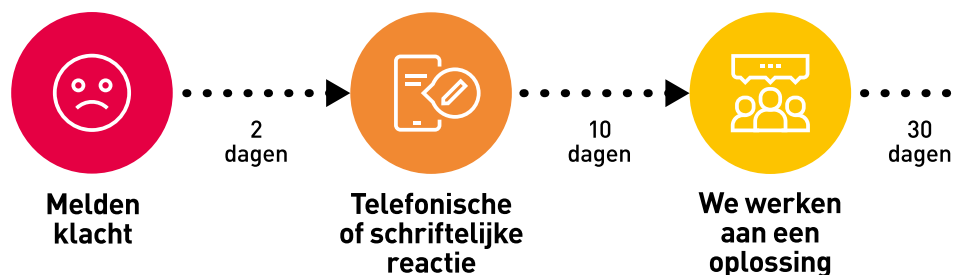 2
dagen
10
dagen
30
dagen
Melden
klacht
Telefonische
of schriftelijke
reactie
We werken
aan een
oplossing